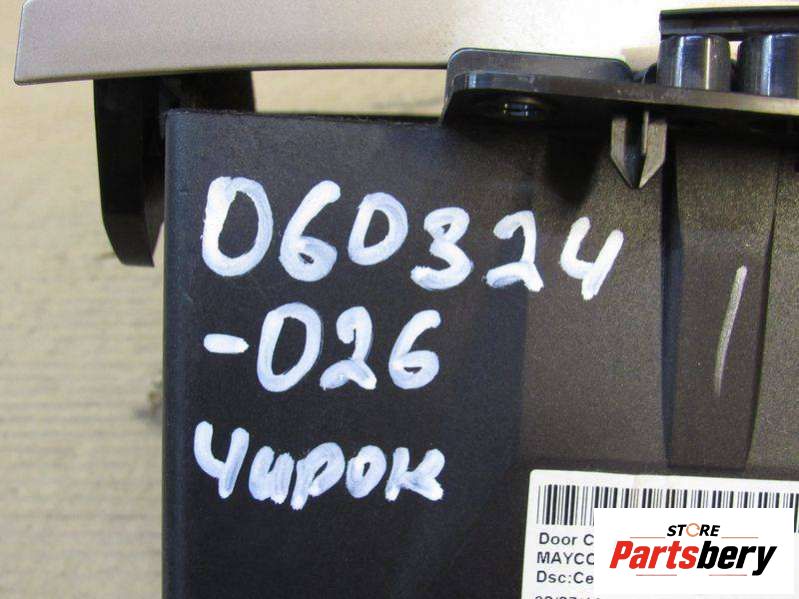 060324
-026
Чирок
Door C
MAYCO
Dsc:Ce
STORE
Partsbery